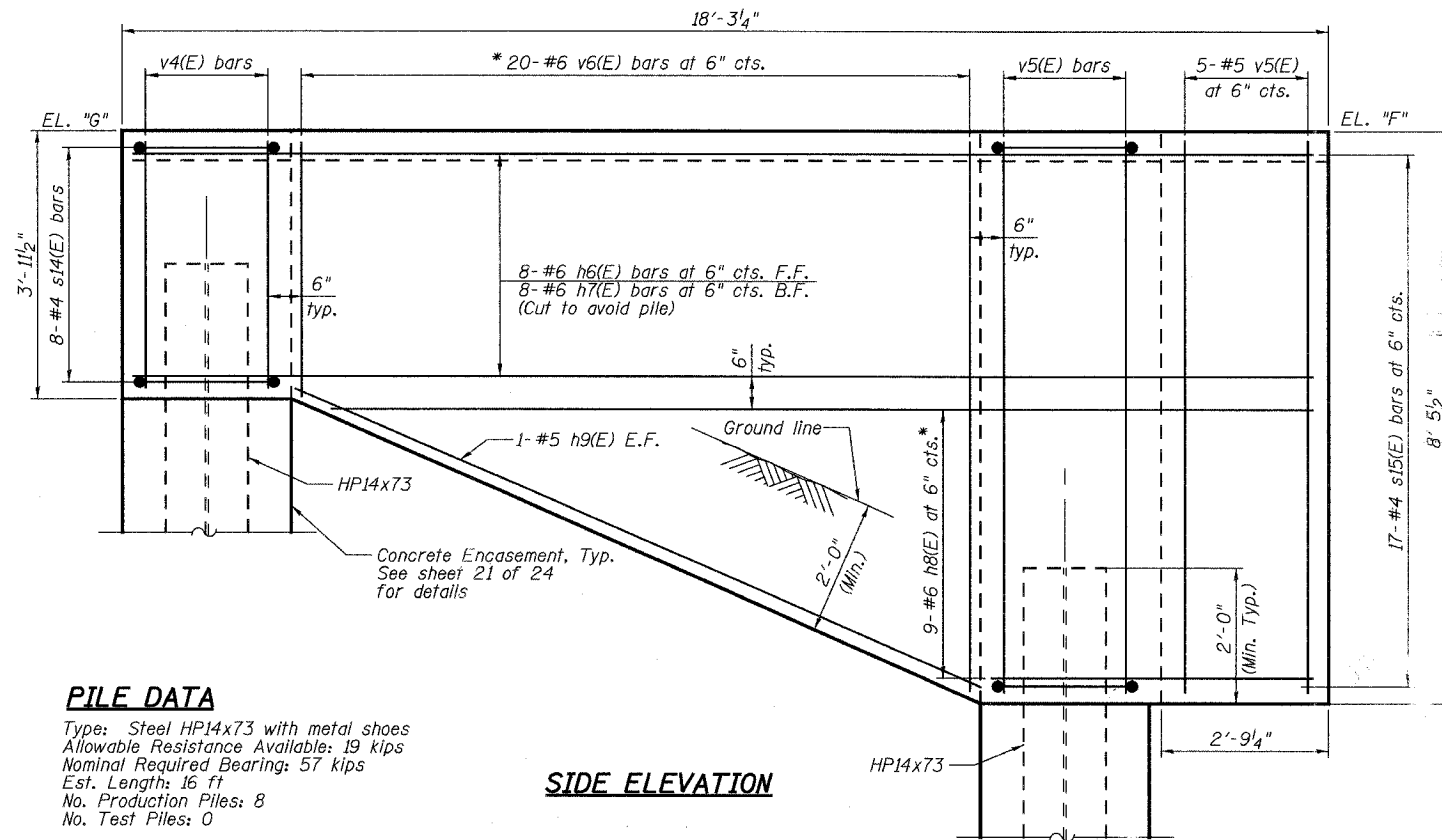 18'-3¼"
v4(E) bars
* 20-#6 v6(E) bars at 6" cts.
v5(E) bars
5-#5 v5(E)
at 6" cts.
EL. "G"
EL. "F"
3'-11½"
8-#4 s14(E) bars
6"
typ.
8-#6 h6(E) bars at 6" cts. F.F.
8-#6 h7(E) bars at 6" cts. B.F.
(Cut to avoid pile)
6"
typ.
6"
typ.
17-#4 s15(E) bars at 6" cts.
8' 5½"
1-#5 h9(E) E.F.
Ground line
9-#6 h8(E) at 6" cts.*
HP14x73
Concrete Encasement, Typ.
See sheet 21 of 24
for details
2'-0"
(Min.)
2'-0"
(Min. Typ.)
2'-9¼"
HP14x73
PILE DATA
Type: Steel HP14x73 with metal shoes
Allowable Resistance Available: 19 kips
Nominal Required Bearing: 57 kips
Est. Length: 16 ft
No. Production Piles: 8
No. Test Piles: 0
SIDE ELEVATION